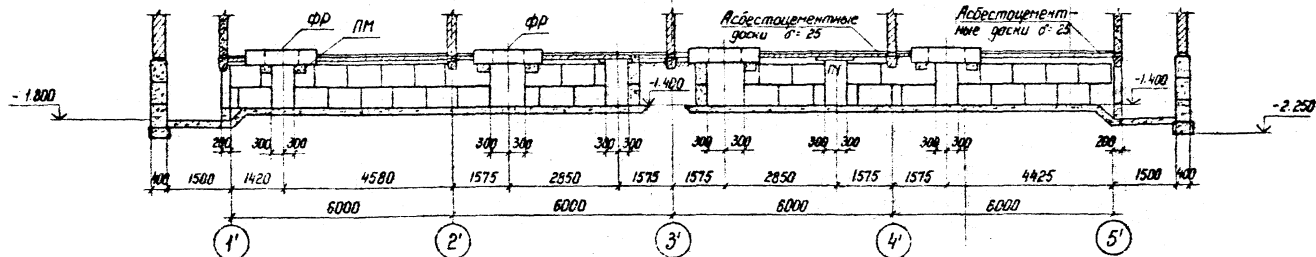 ФР
ПМ
ФР
Асбестоцементные
доски δ=25
Асбестоцемент-
ные доски δ=25
ПУ
-1.800
-1.400
-1.400
-2.250
200 300 300 300 300 300 300 300 300 300 300 300 300 200
400 1500 1420 4580 1575 2850 1575 1575 2850 1575 1575 4425 1500 400
6000 6000 6000 6000
1' 2' 3' 4' 5'